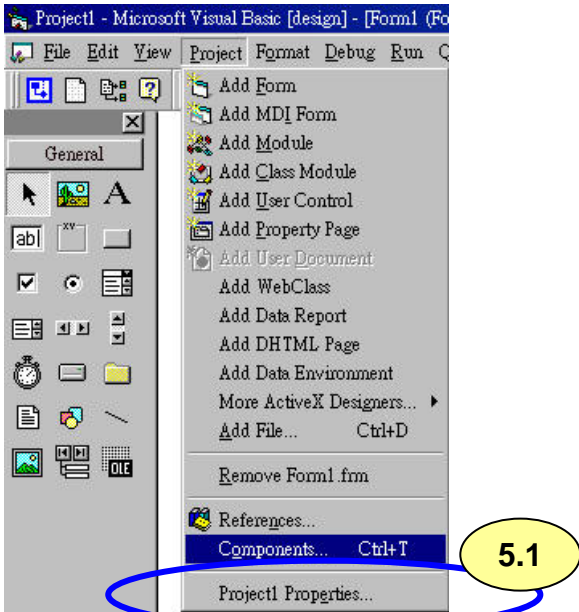 Project1 - Microsoft Visual Basic [design] - [Form1 (Fo
File Edit View Project Format Debug Run Q
General
A
ab|
XY
OLE
Add Form
Add MDI Form
Add Module
Add Class Module
Add User Control
Add Property Page
Add User Document
Add WebClass
Add Data Report
Add DHTML Page
Add Data Environment
More ActiveX Designers...
Add File... Ctrl+D
Remove Form1.frm
References...
Components... Ctrl+T
5.1
Project1 Properties...